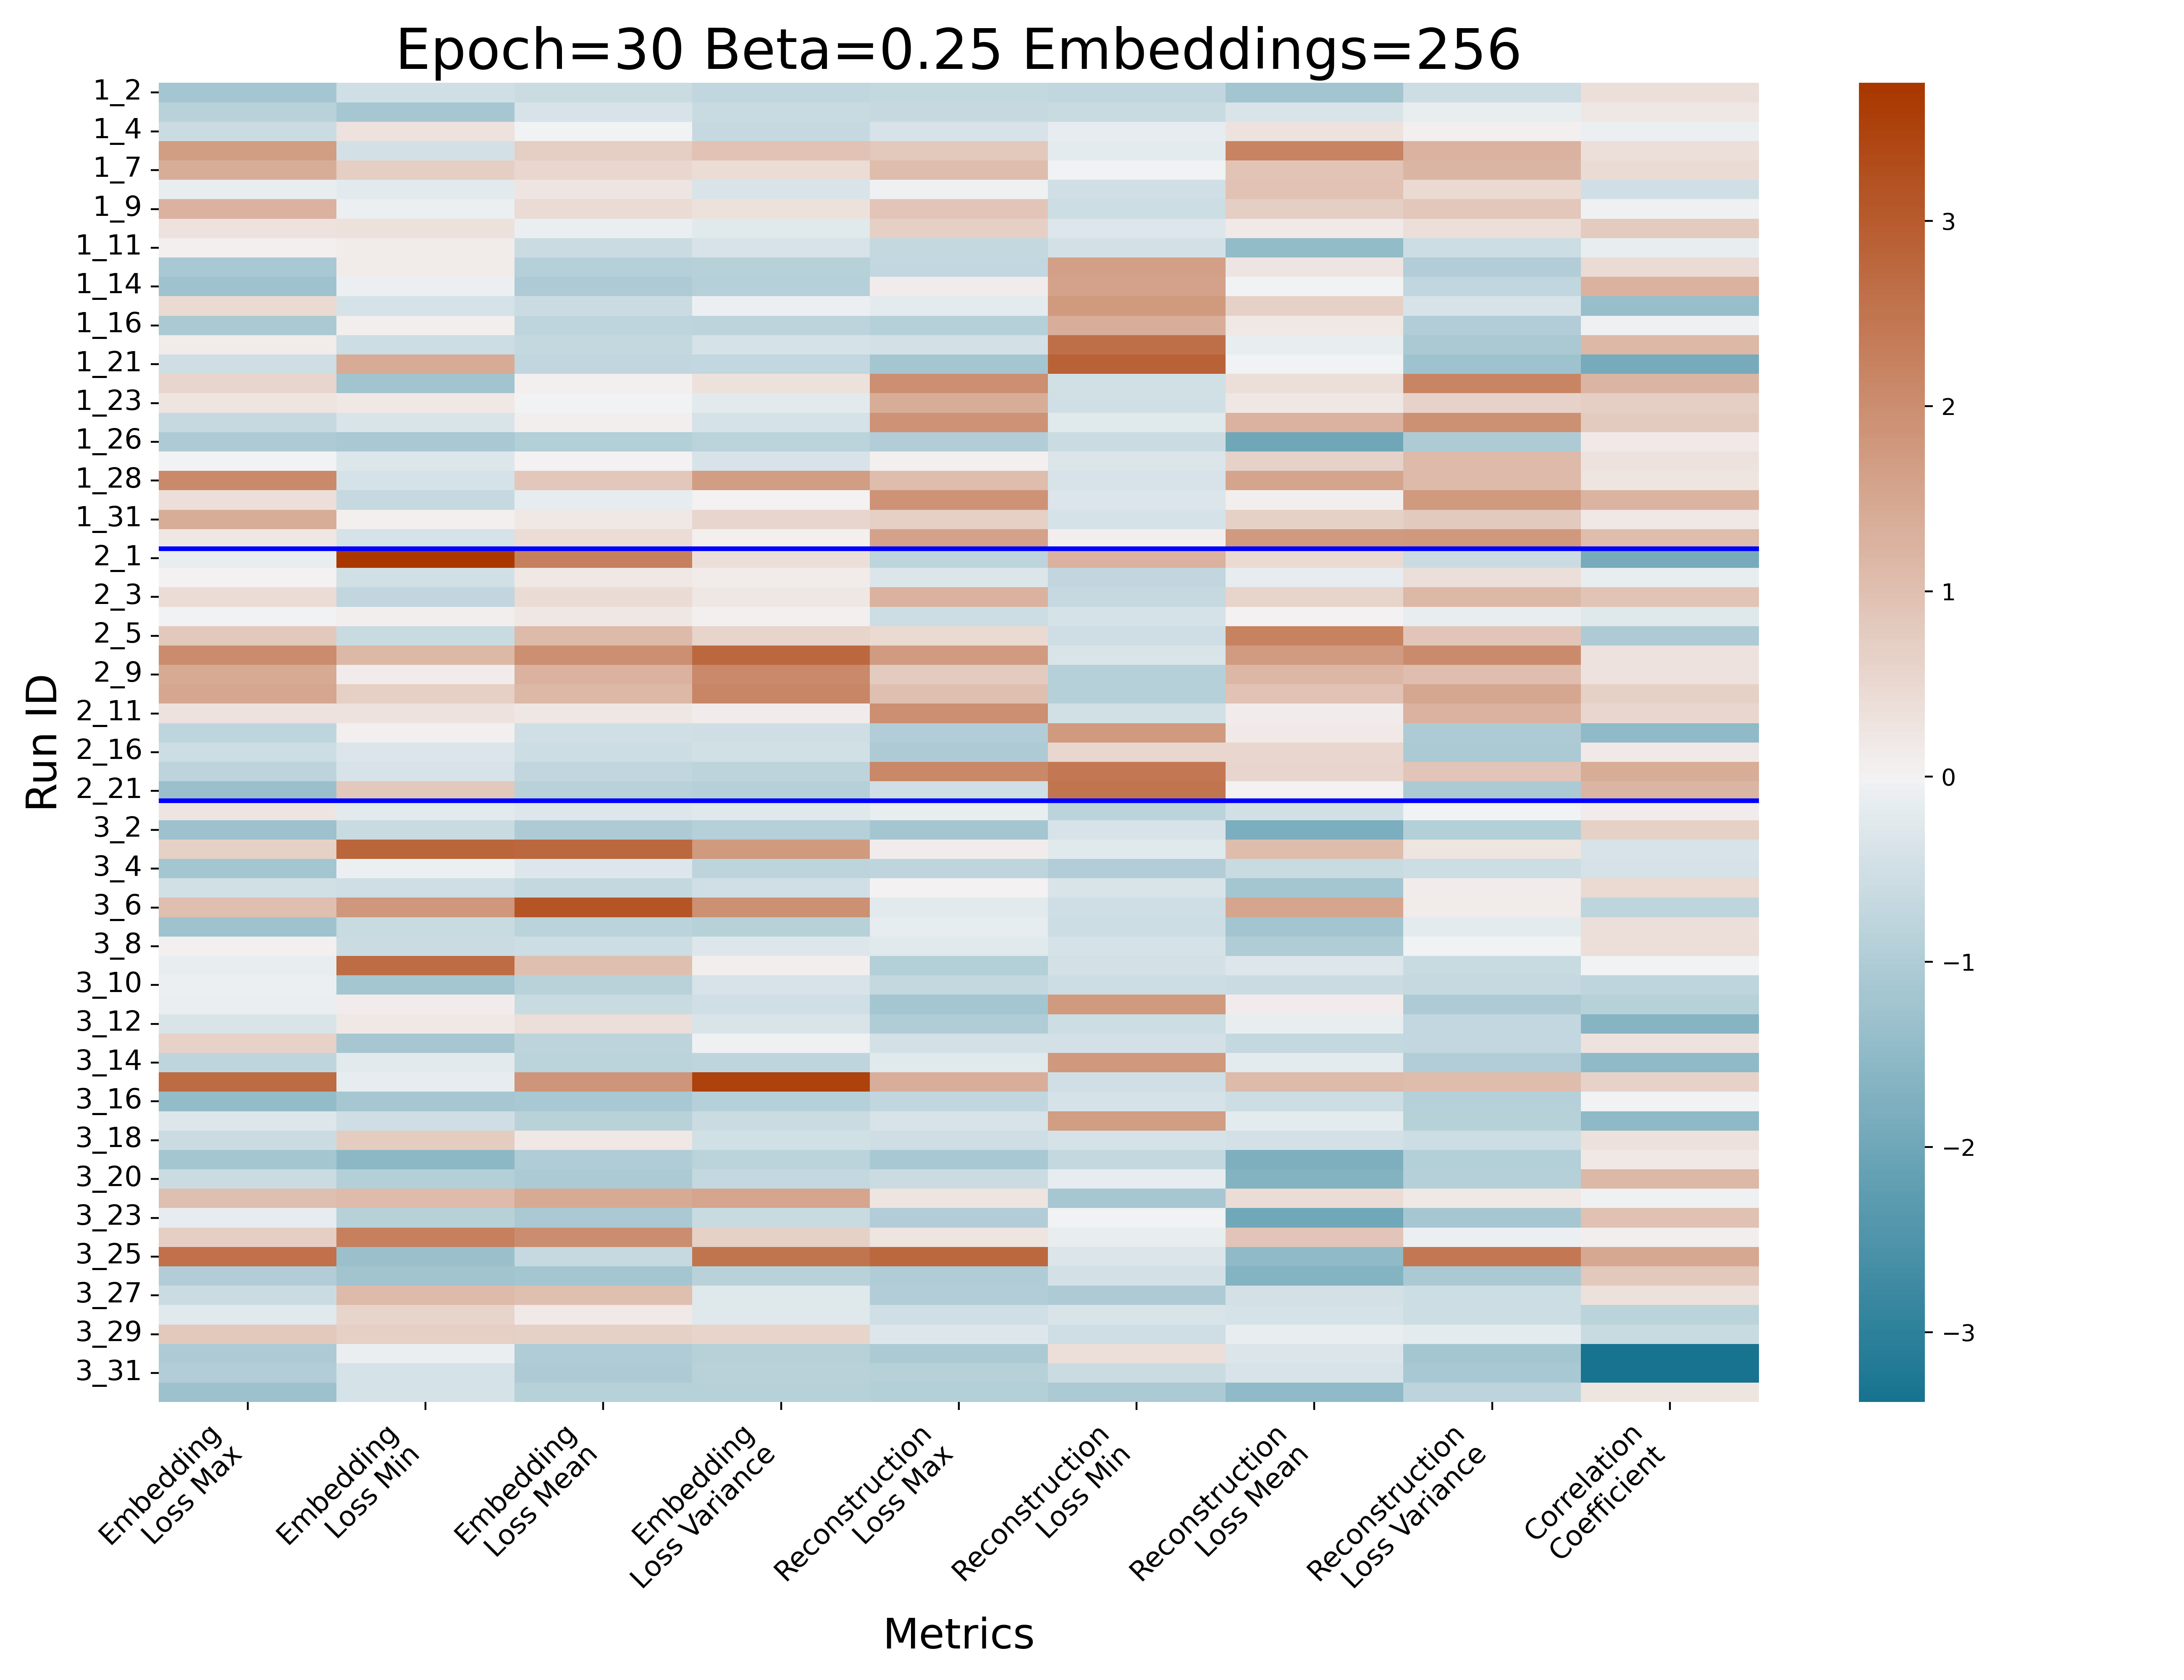 Epoch=30 Beta=0.25 Embeddings=256
1_2
1_4
1_7
1_9
1_11
1_14
1_16
1_21
1_23
1_26
1_28
1_31
2_1
2_3
2_5
2_9
2_11
2_16
2_21
3_2
3_4
3_6
3_8
3_10
3_12
3_14
3_16
3_18
3_20
3_23
3_25
3_27
3_29
3_31
Run ID
3
2
1
0
−1
−2
−3
Embedding
Loss Max
Embedding
Loss Min
Embedding
Loss Mean
Embedding
Loss Variance
Reconstruction
Loss Max
Reconstruction
Loss Min
Reconstruction
Loss Mean
Reconstruction
Loss Variance
Correlation
Coefficient
Metrics